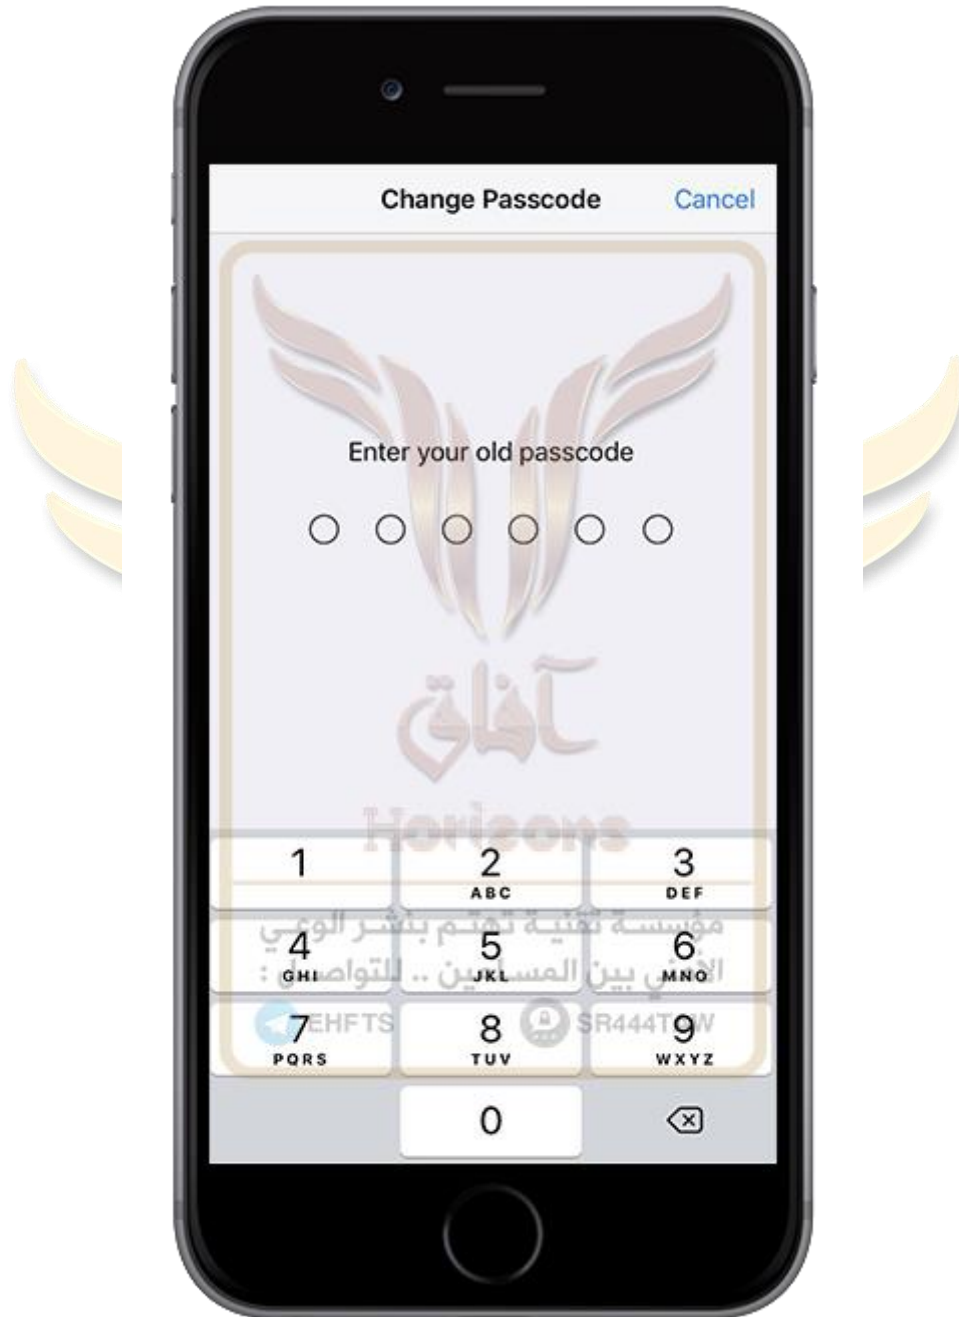 Change Passcode Cancel
Enter your old passcode
آفاق
Horizons
1 2 3
ABC DEF
مؤسسة تقنية تهتم بنشر الوعي
4 5 6
GHI JKL MNO
الأمني بين المسلمين .. للتواصل :
7 8 9
EHFTS
PQRS TUV WXYZ
0